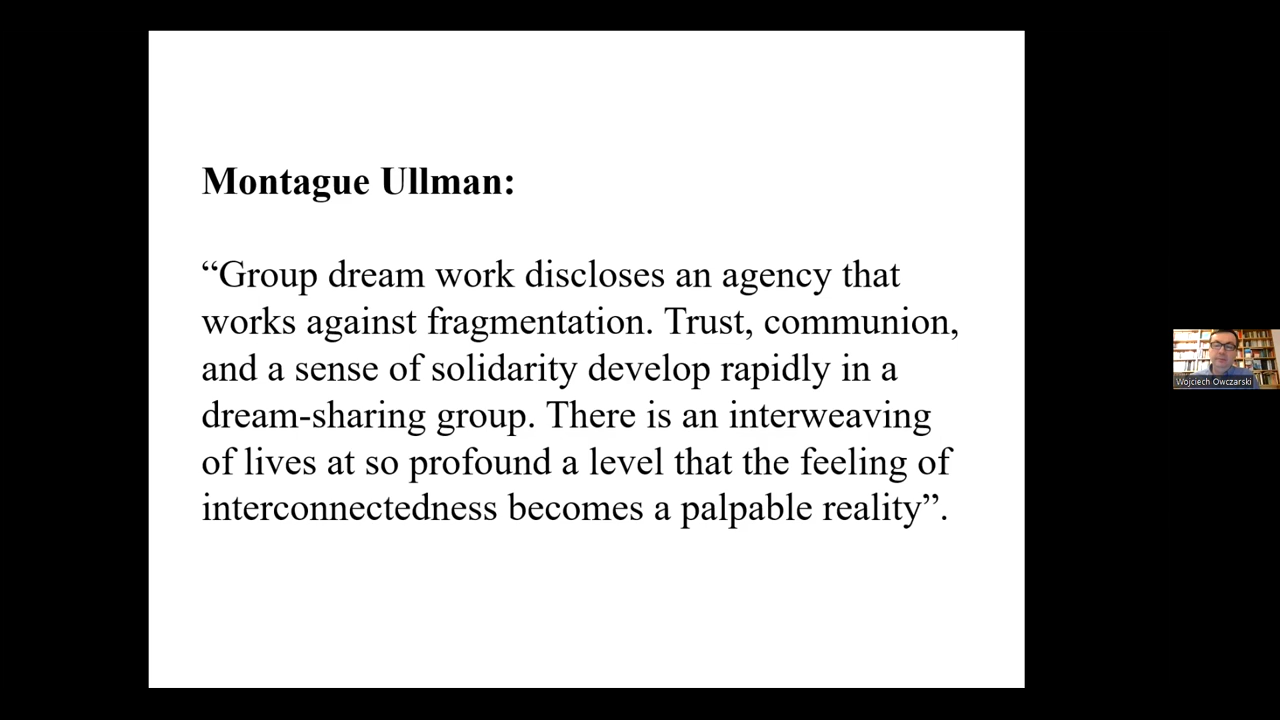 Montague Ullman:
“Group dream work discloses an agency that
works against fragmentation. Trust, communion,
and a sense of solidarity develop rapidly in a
dream-sharing group. There is an interweaving
of lives at so profound a level that the feeling of
interconnectedness becomes a palpable reality”.
Wojciech Owczarski